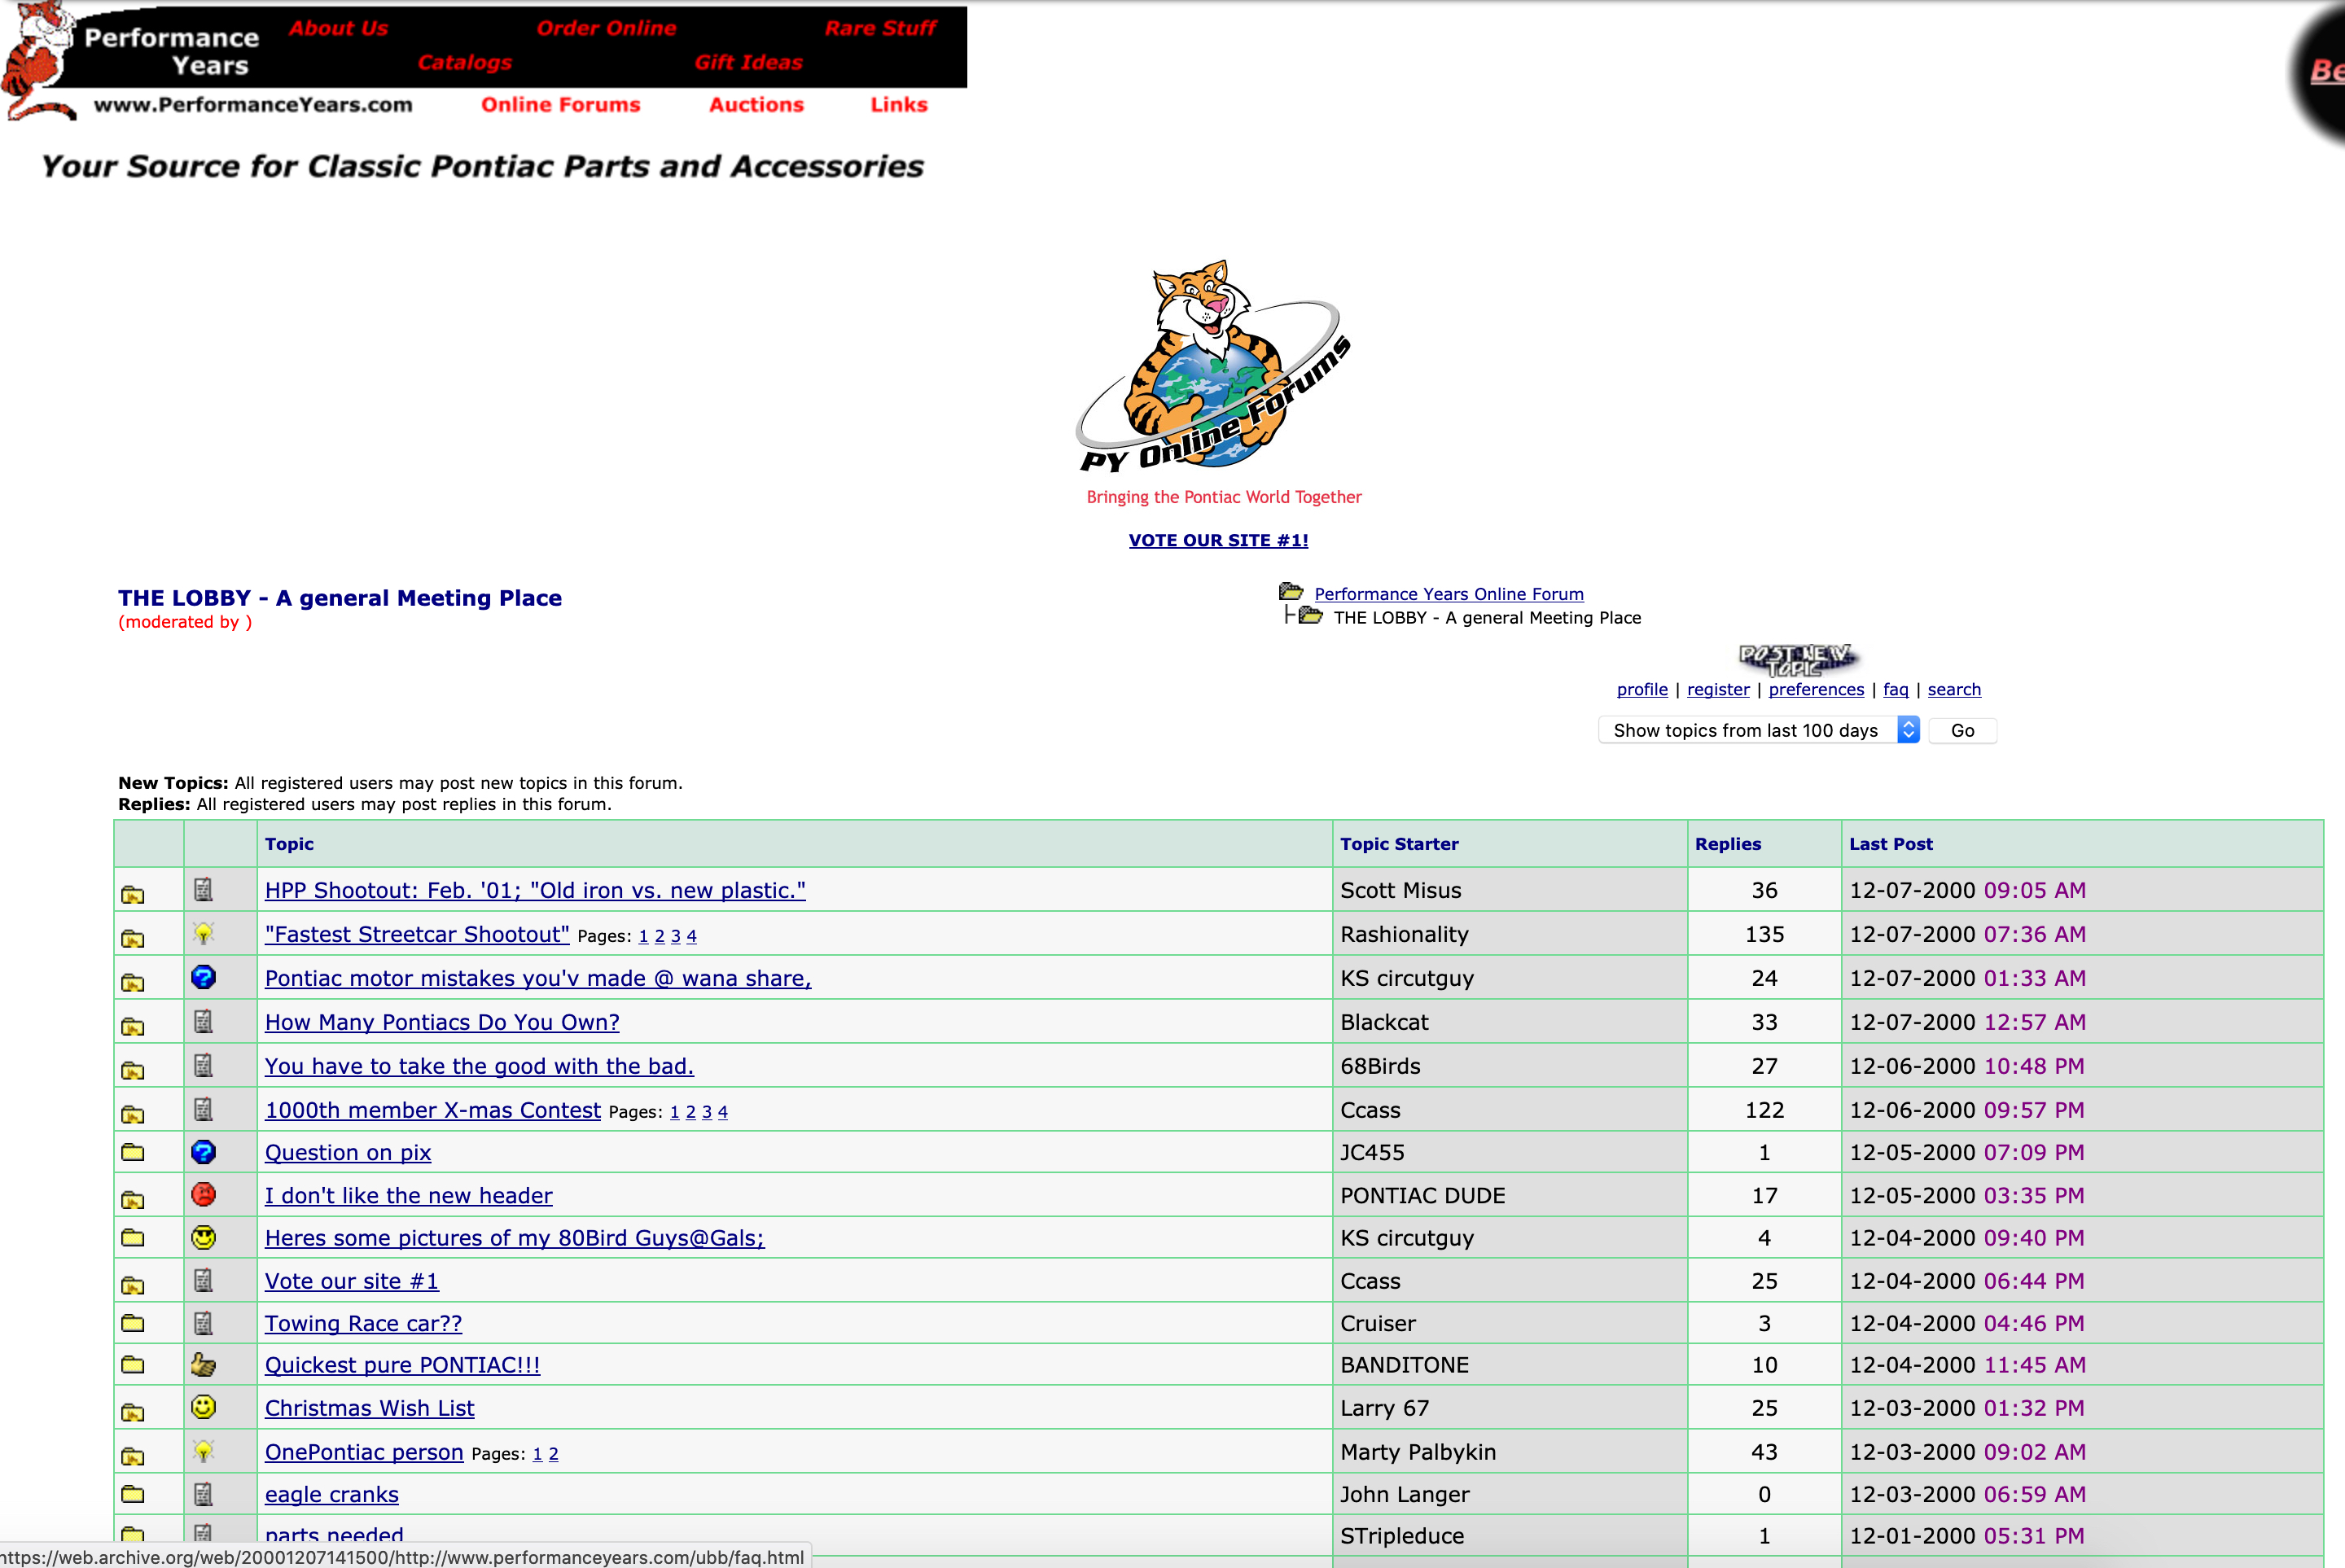 Performance
Years
About Us
Order Online
Rare Stuff
Catalogs
Gift Ideas
www.PerformanceYears.com
Online Forums
Auctions
Links
Your Source for Classic Pontiac Parts and Accessories
PY Online Forums
Bringing the Pontiac World Together
VOTE OUR SITE #1!
THE LOBBY - A general Meeting Place
(moderated by )
Performance Years Online Forum
THE LOBBY - A general Meeting Place
POST NEW
TOPIC
profile | register | preferences | faq | search
Show topics from last 100 days Go
New Topics: All registered users may post new topics in this forum.
Replies: All registered users may post replies in this forum.
Topic Topic Starter Replies Last Post
HPP Shootout: Feb. '01; "Old iron vs. new plastic." Scott Misus 36 12-07-2000 09:05 AM
"Fastest Streetcar Shootout" Pages: 1 2 3 4 Rashionality 135 12-07-2000 07:36 AM
Pontiac motor mistakes you'v made @ wana share, KS circutguy 24 12-07-2000 01:33 AM
How Many Pontiacs Do You Own? Blackcat 33 12-07-2000 12:57 AM
You have to take the good with the bad. 68Birds 27 12-06-2000 10:48 PM
1000th member X-mas Contest Pages: 1 2 3 4 Ccass 122 12-06-2000 09:57 PM
Question on pix JC455 1 12-05-2000 07:09 PM
I don't like the new header PONTIAC DUDE 17 12-05-2000 03:35 PM
Heres some pictures of my 80Bird Guys@Gals; KS circutguy 4 12-04-2000 09:40 PM
Vote our site #1 Ccass 25 12-04-2000 06:44 PM
Towing Race car?? Cruiser 3 12-04-2000 04:46 PM
Quickest pure PONTIAC!!! BANDITONE 10 12-04-2000 11:45 AM
Christmas Wish List Larry 67 25 12-03-2000 01:32 PM
OnePontiac person Pages: 1 2 Marty Palbykin 43 12-03-2000 09:02 AM
eagle cranks John Langer 0 12-03-2000 06:59 AM
parts needed STripleduce 1 12-01-2000 05:31 PM
https://web.archive.org/web/20001207141500/http://www.performanceyears.com/ubb/faq.html